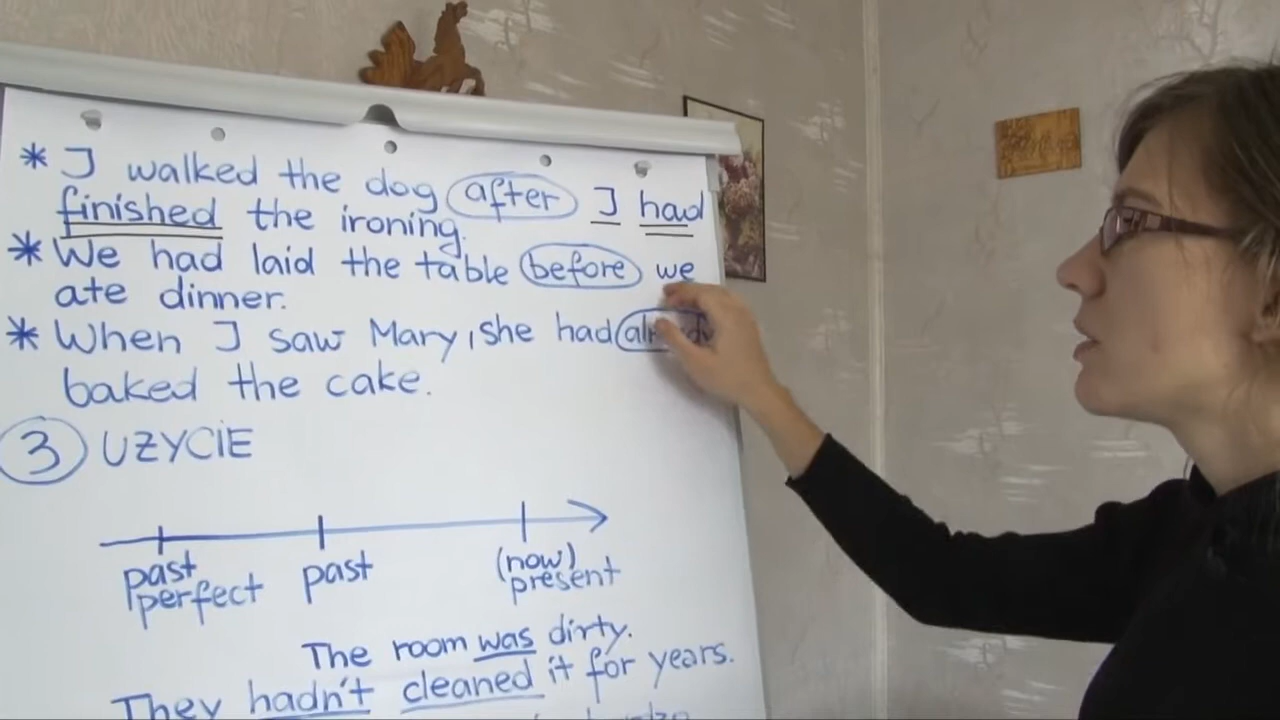 * I walked the dog after I had
finished the ironing.
* We had laid the table before we
ate dinner.
* When I saw Mary, she had already
baked the cake.
3 UŻYCIE
past perfect
past
(now) present
The room was dirty.
They hadn't cleaned it for years.